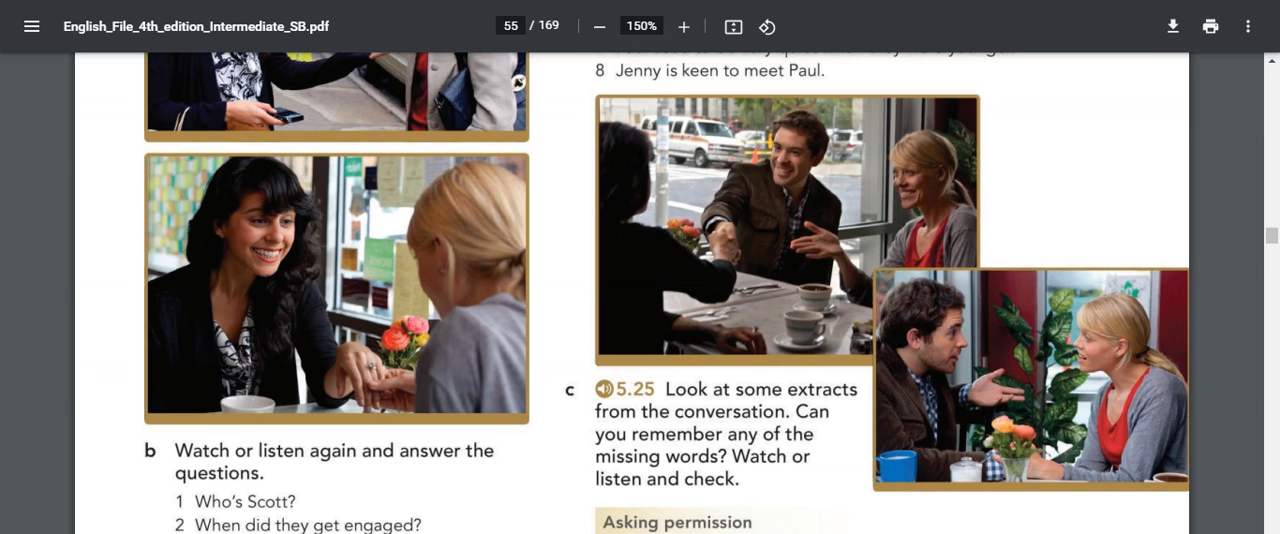 English_File_4th_edition_Intermediate_SB.pdf
55 / 169
150%
8 Jenny is keen to meet Paul.
c 5.25 Look at some extracts
from the conversation. Can
you remember any of the
missing words? Watch or
listen and check.
Asking permission
b Watch or listen again and answer the
questions.
1 Who's Scott?
2 When did they get engaged?